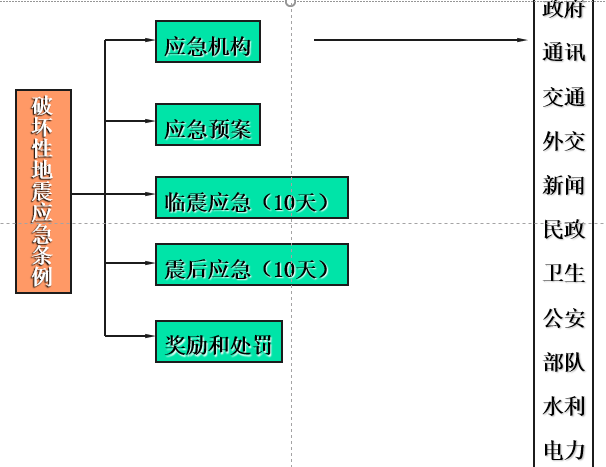 破坏性地震应急条例
应急机构
应急预案
临震应急（10天）
震后应急（10天）
奖励和处罚
政府
通讯
交通
外交
新闻
民政
卫生
公安
部队
水利
电力